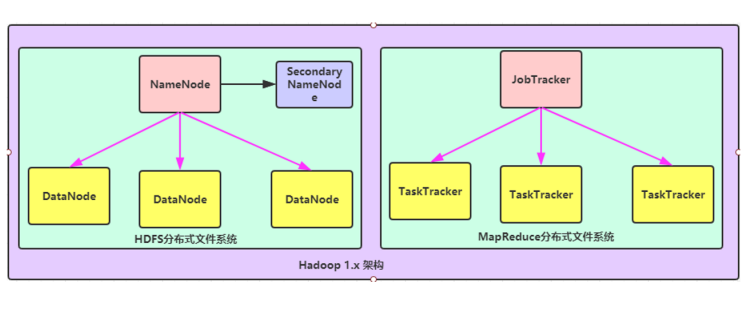 NameNode
Secondary
NameNod
e
DataNode
DataNode
DataNode
HDFS分布式文件系统
JobTracker
TaskTracker
TaskTracker
TaskTracker
MapReduce分布式文件系统
Hadoop 1.x 架构